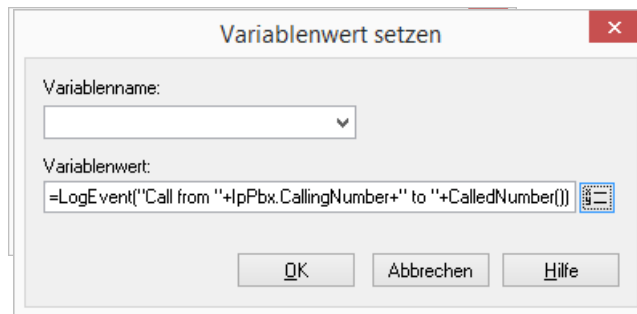 Variablenwert setzen
Variablenname:
Variablenwert:
=LogEvent("Call from "+IpPbx.CallingNumber+" to "+CalledNumber())
OK
Abbrechen
Hilfe